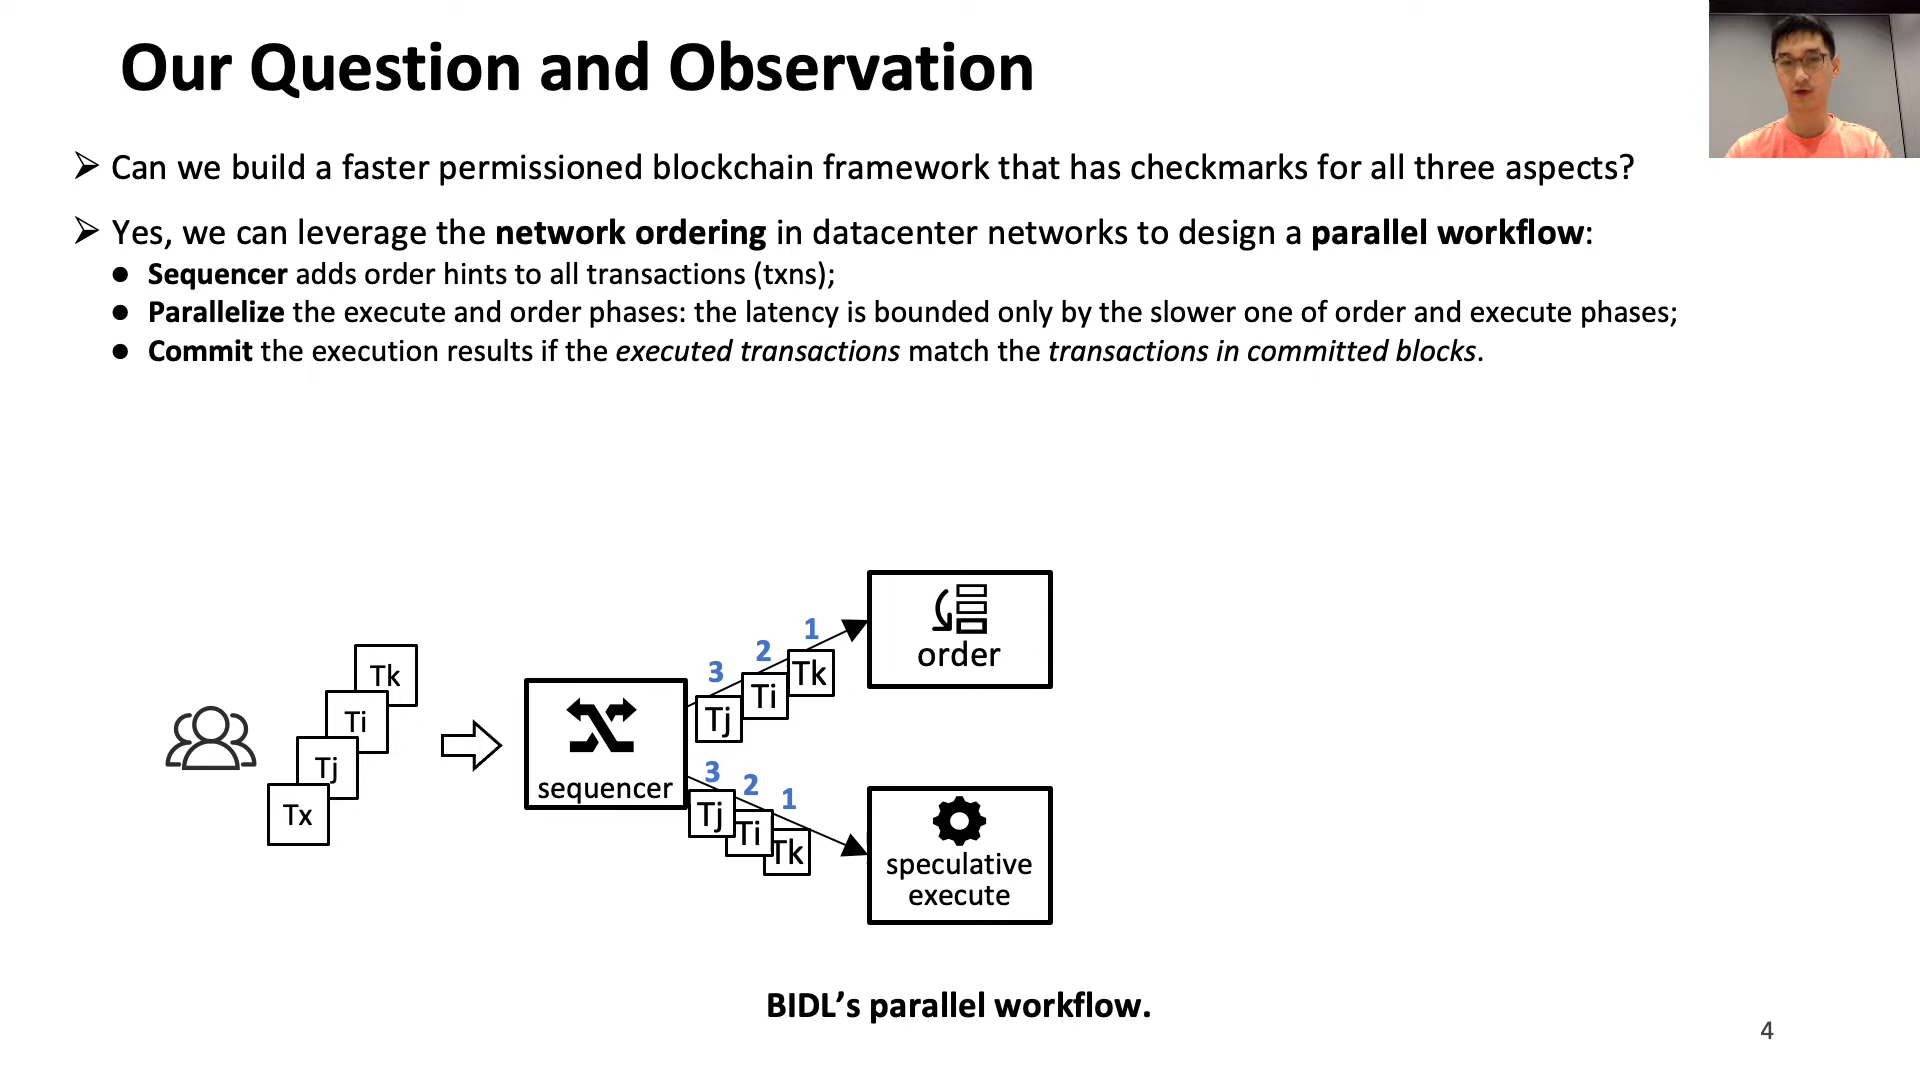 Our Question and Observation
Can we build a faster permissioned blockchain framework that has checkmarks for all three aspects?
Yes, we can leverage the network ordering in datacenter networks to design a parallel workflow:
Sequencer adds order hints to all transactions (txns);
Parallelize the execute and order phases: the latency is bounded only by the slower one of order and execute phases;
Commit the execution results if the executed transactions match the transactions in committed blocks.
Tk
Ti
Tj
Tx
sequencer
3 2 1
Tj Ti Tk
3 2 1
Tj Ti Tk
order
speculative
execute
BIDL’s parallel workflow.
4